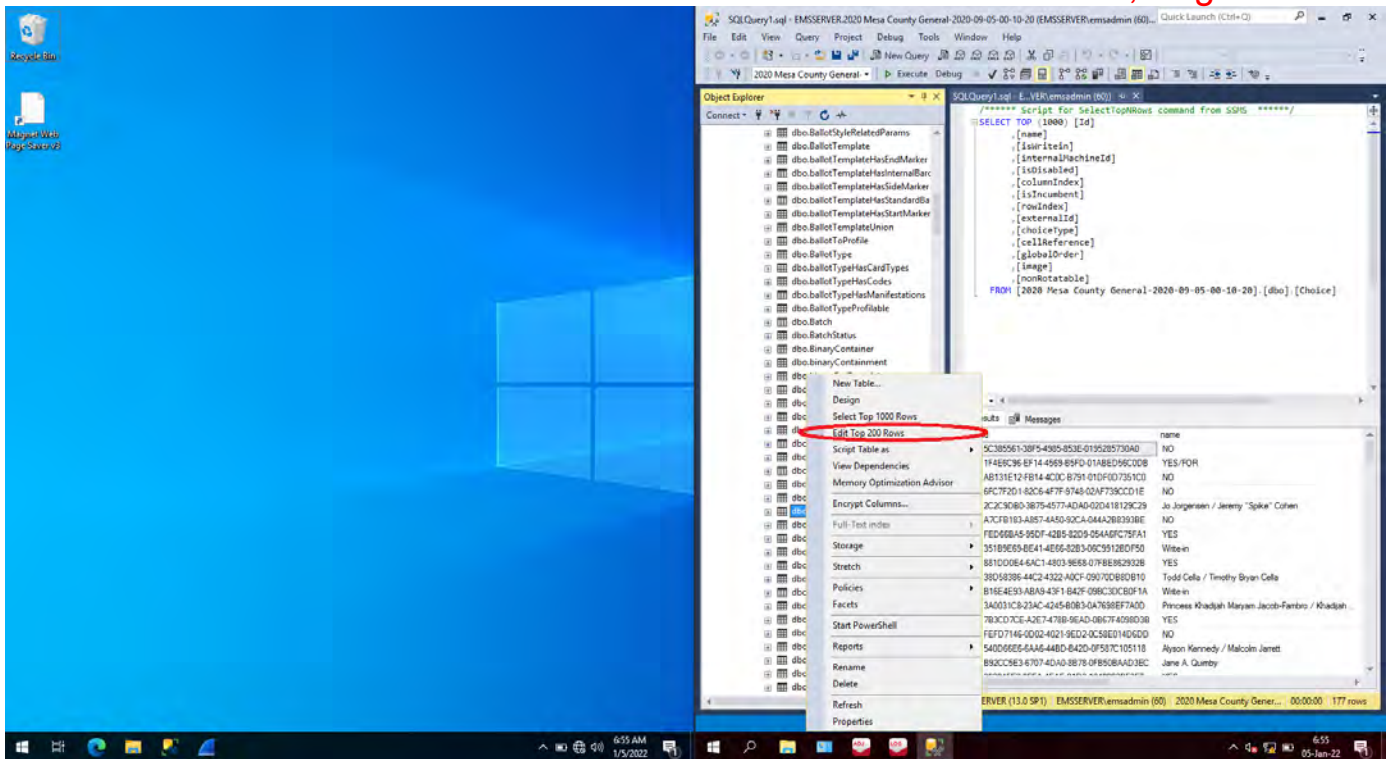 Recycle Bin
Magnet Web
Page Saver v3
6:55 AM
1/5/2022
SQLQuery1.sql - EMSSERVER.2020 Mesa County General-2020-09-05-00-10-20 (EMSSERVER\emsadmin (60)...
Quick Launch (Ctrl+Q)
File Edit View Query Project Debug Tools Window Help
New Query
2020 Mesa County General- Execute Debug
Object Explorer
Connect
dbo.BallotStyleRelatedParams
dbo.BallotTemplate
dbo.ballotTemplateHasEndMarker
dbo.ballotTemplateHasInternalBarc
dbo.ballotTemplateHasSideMarker
dbo.ballotTemplateHasStandardBa
dbo.ballotTemplateHasStartMarker
dbo.BallotTemplateUnion
dbo.ballotToProfile
dbo.BallotType
dbo.ballotTypeHasCardTypes
dbo.ballotTypeHasCodes
dbo.ballotTypeHasManifestations
dbo.BallotTypeProfilable
dbo.Batch
dbo.BatchStatus
dbo.BinaryContainer
dbo.binaryContainment
New Table...
Design
Select Top 1000 Rows
Edit Top 200 Rows
Script Table as
View Dependencies
Memory Optimization Advisor
Encrypt Columns...
Full-Text index
Storage
Stretch
Policies
Facets
Start PowerShell
Reports
Rename
Delete
Refresh
Properties
SQLQuery1.sql - E...VER\emsadmin (60))
/****** Script for SelectTopNRows command from SSMS ******/
SELECT TOP (1000) [Id]
,[name]
,[isWritein]
,[internalMachineId]
,[isDisabled]
,[columnIndex]
,[isIncumbent]
,[rowIndex]
,[externalId]
,[choiceType]
,[cellReference]
,[globalOrder]
,[image]
,[nonRotatable]
FROM [2020 Mesa County General-2020-09-05-00-10-20].[dbo].[Choice]
Messages
name
5C385561-38F5-4985-853E-0195285730A0 NO
1F4E6C96-EF14-4569-B5FD-01ABED56C0DB YES/FOR
AB131E12-FB14-4C0C-B791-01DF0D7351C0 NO
6FC7F2D1-82C6-4F7F-9748-02AF739CCD1E NO
2C2C9DB0-3B75-4577-ADA0-02D418129C29 Jo Jorgensen / Jeremy "Spike" Cohen
A7CFB183-A857-4A50-92CA-044A2B8393BE NO
FED66BA5-95DF-42B5-82D9-054A6FC75FA1 YES
351B9E69-BE41-4E66-82B3-06C9512BDF50 Write-in
881DD0E4-6AC1-4803-9E68-07FBE862932B YES
38D58386-44C2-4322-A0CF-09070DB8DB10 Todd Cella / Timothy Bryan Cella
B16E4E93-ABA9-43F1-B42F-09BC3DCB0F1A Write-in
3A0031C8-23AC-4245-B0B3-0A7698EF7A0D Princess Khadijah Maryam Jacob-Fambro / Khadijah ...
7B3CD7CE-A2E7-478B-9EAD-0B67F4098D3B YES
FEFD7146-0D02-4021-9ED2-0C58E014D6DD NO
540D66E6-6AA6-44BD-B42D-0F587C105118 Alyson Kennedy / Malcolm Jarrett
B92CC5E3-6707-4DA0-8B78-0FB50BAAD3EC Jane A. Quimby
ERVER (13.0 SP1) EMSSERVER\emsadmin (60) 2020 Mesa County Gener... 00:00:00 177 rows
6:55
05-Jan-22